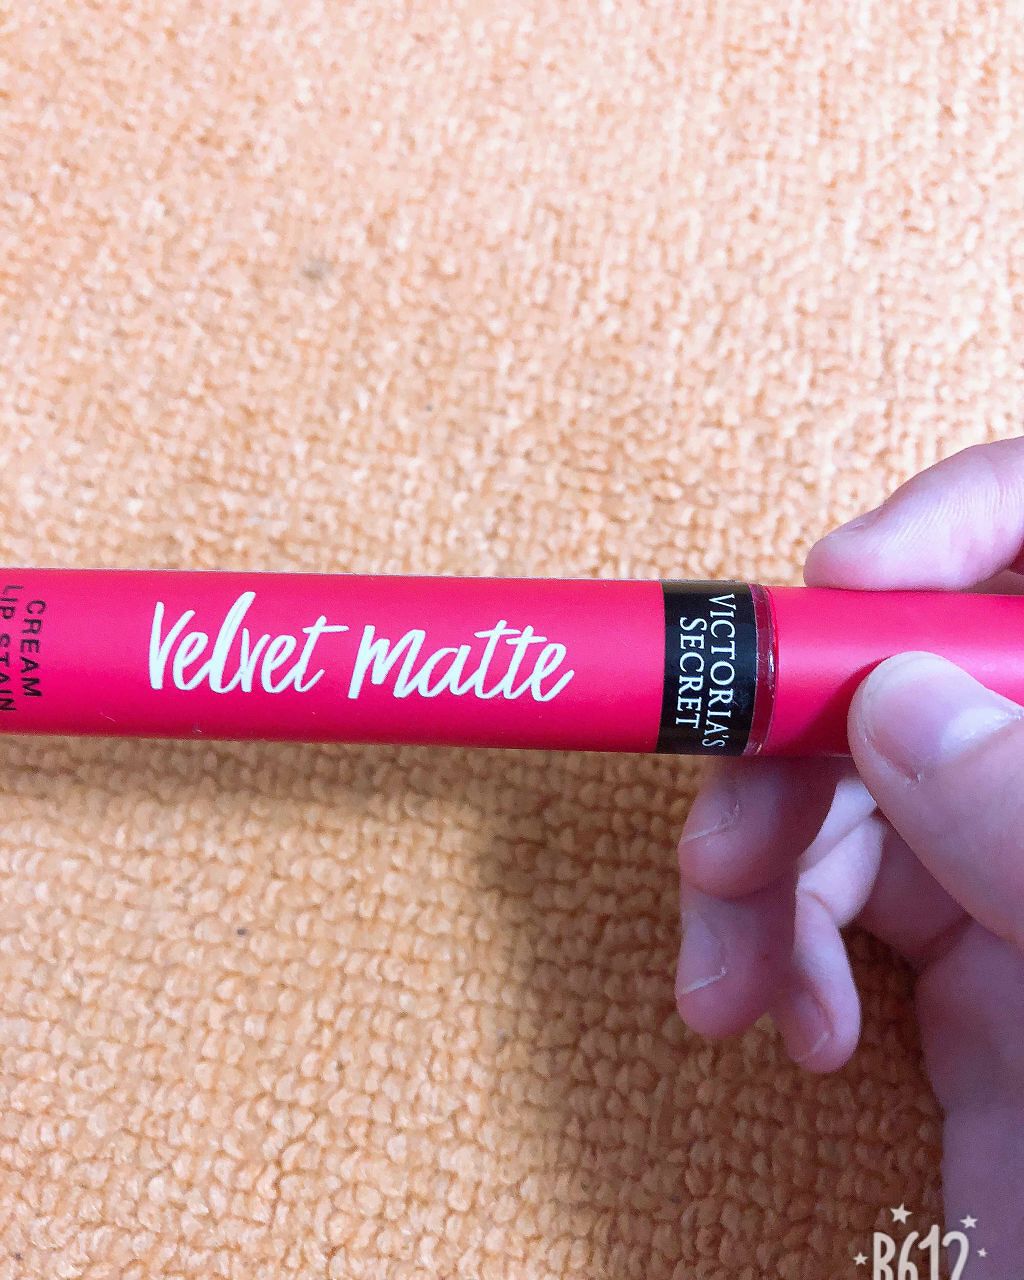 CREAM
LIP STAIN
Velvet Matte
VICTORIA'S
SECRET
B612